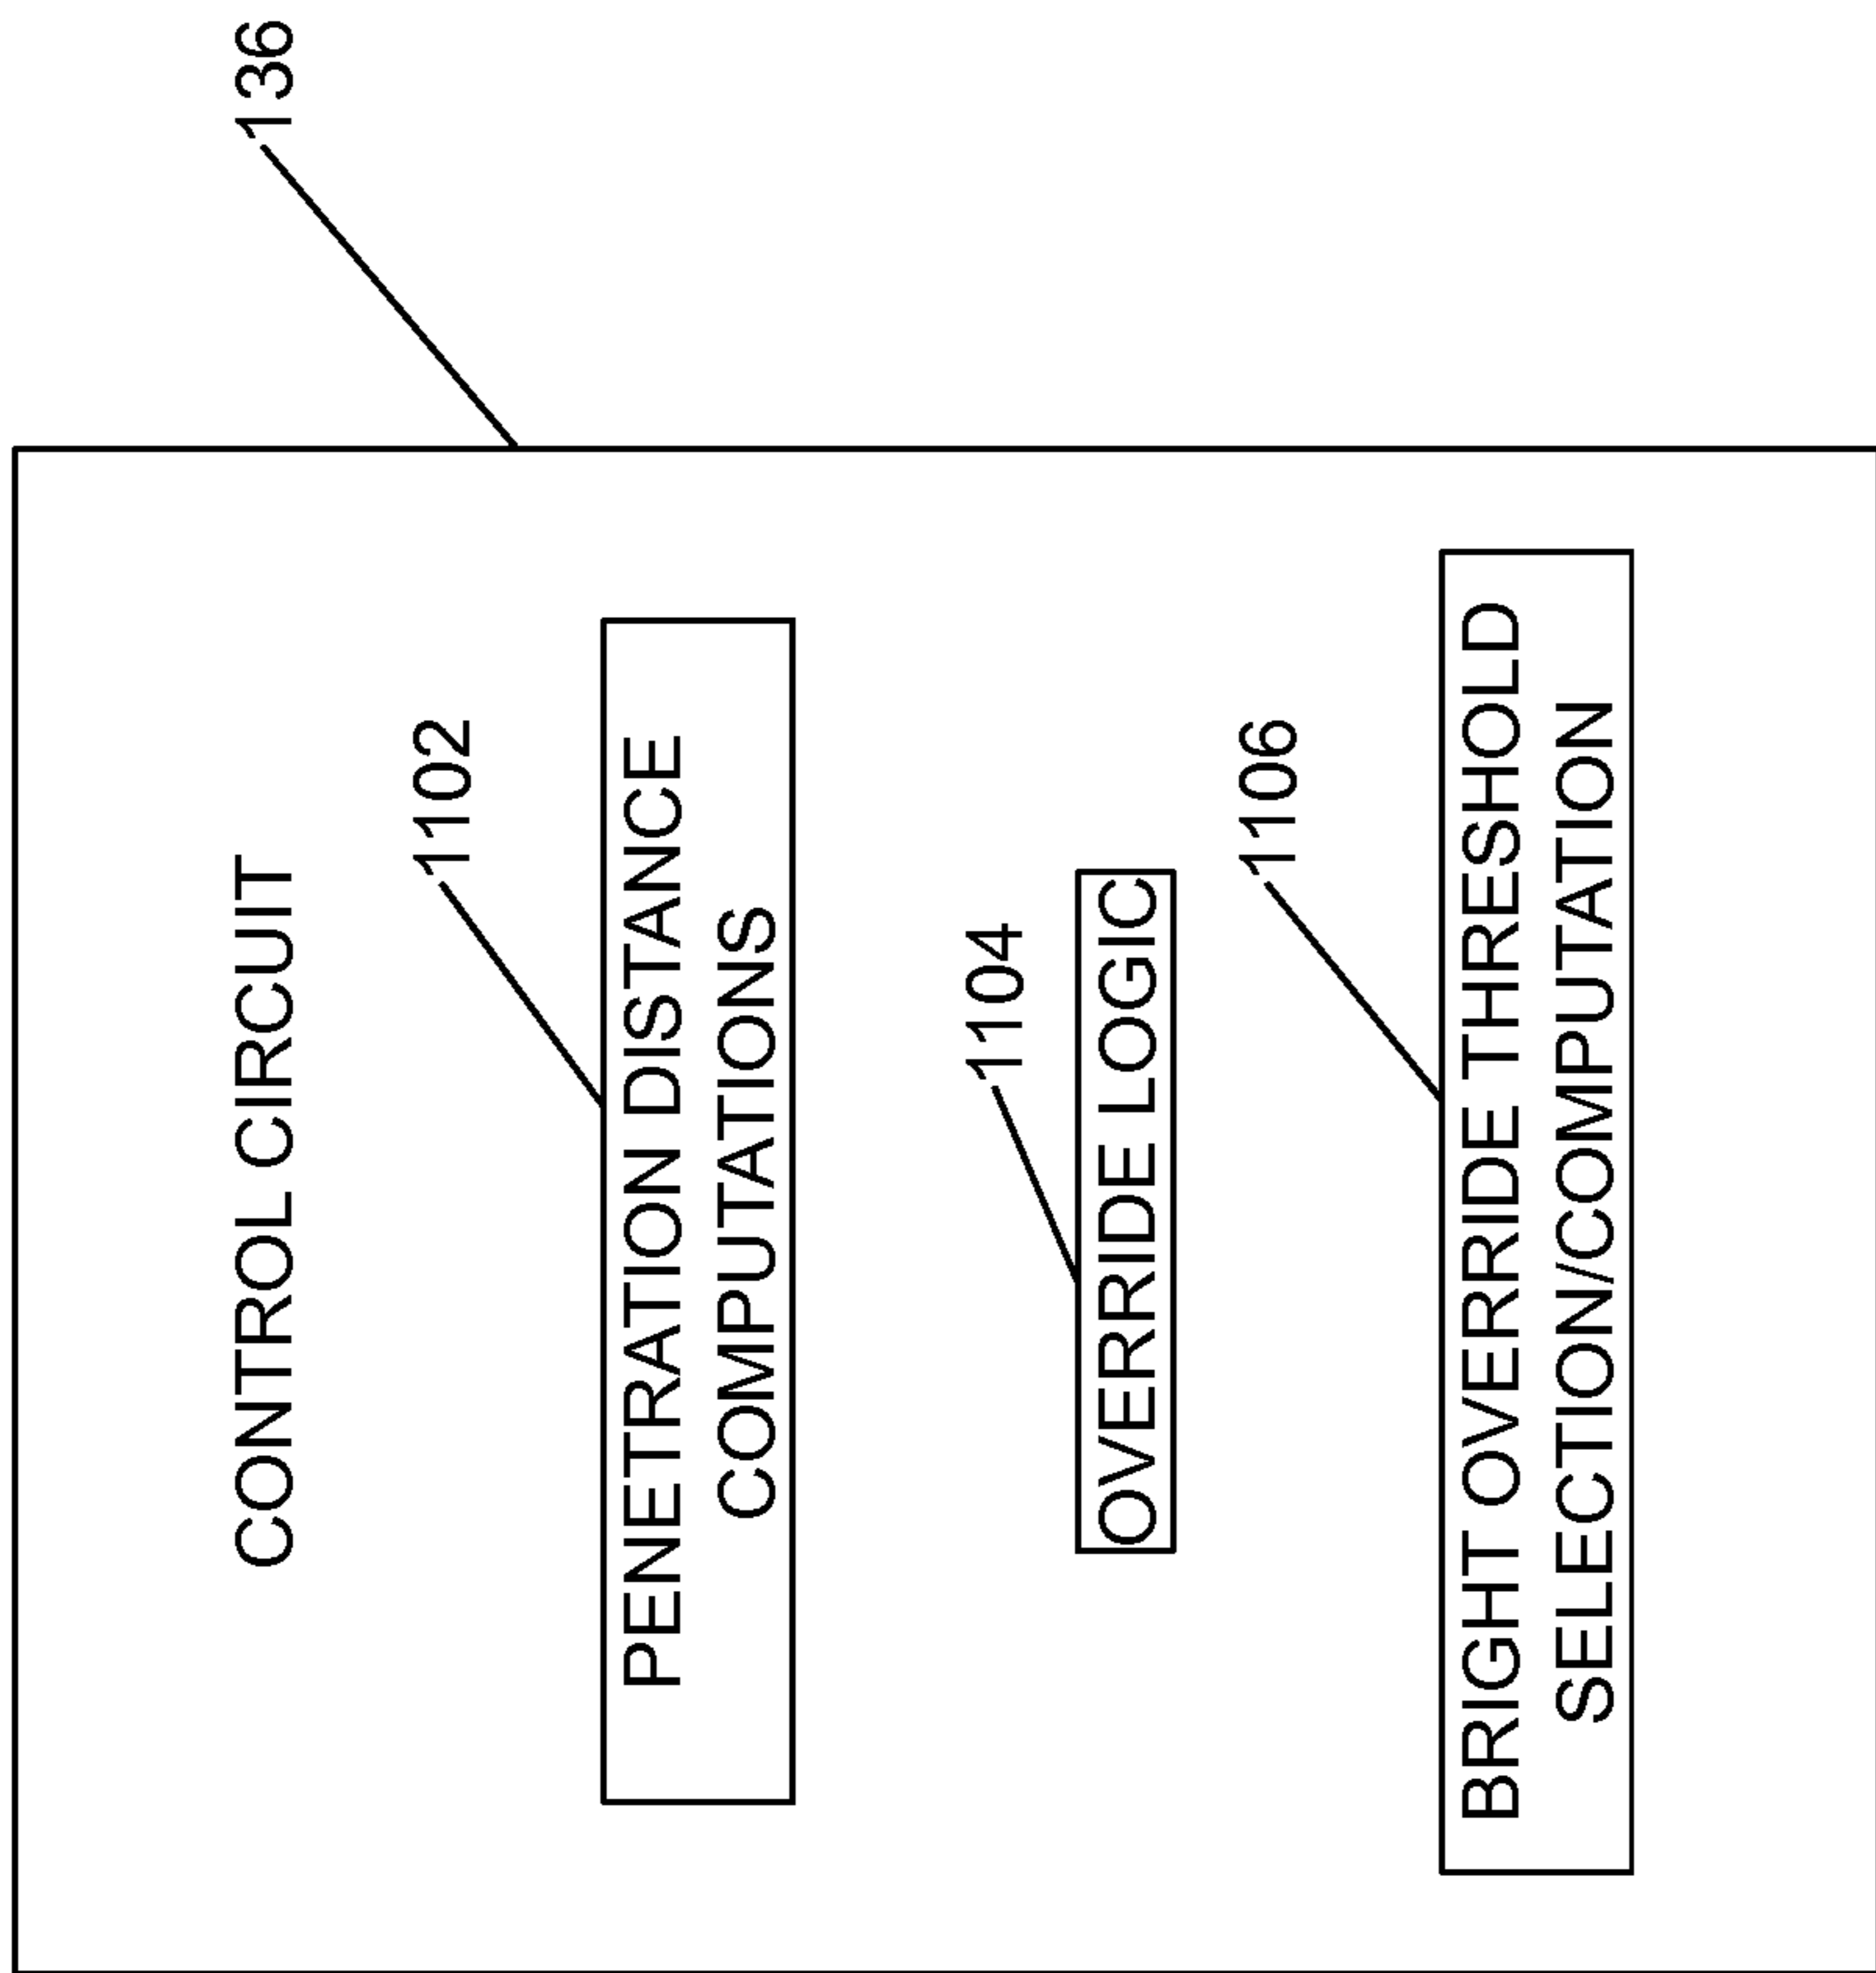 136
CONTROL CIRCUIT
1102
PENETRATION DISTANCE
COMPUTATIONS
1104
OVERRIDE LOGIC
1106
BRIGHT OVERRIDE THRESHOLD
SELECTION/COMPUTATION